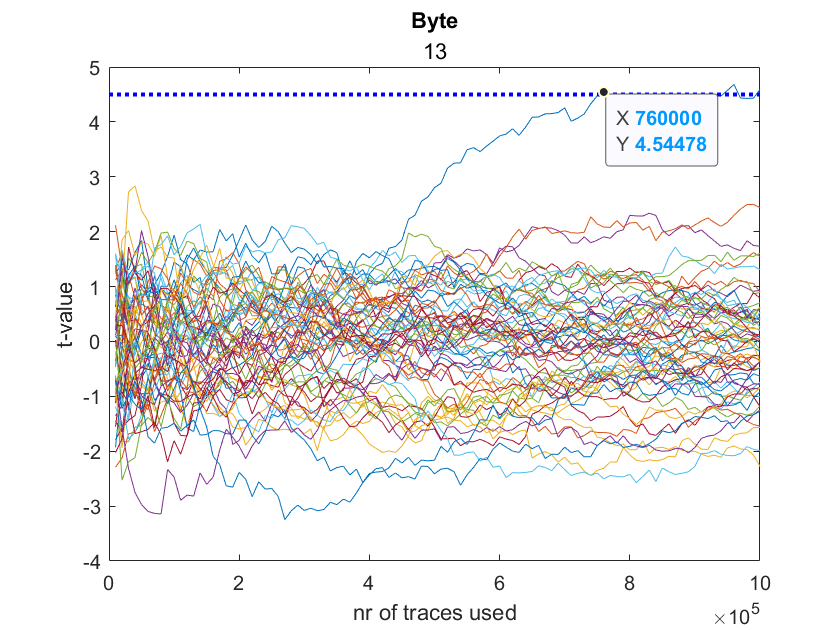 Byte
13
5
4
3
2
1
0
-1
-2
-3
-4
t-value
X 760000
Y 4.54478
0 2 4 6 8 10
nr of traces used
×10^5